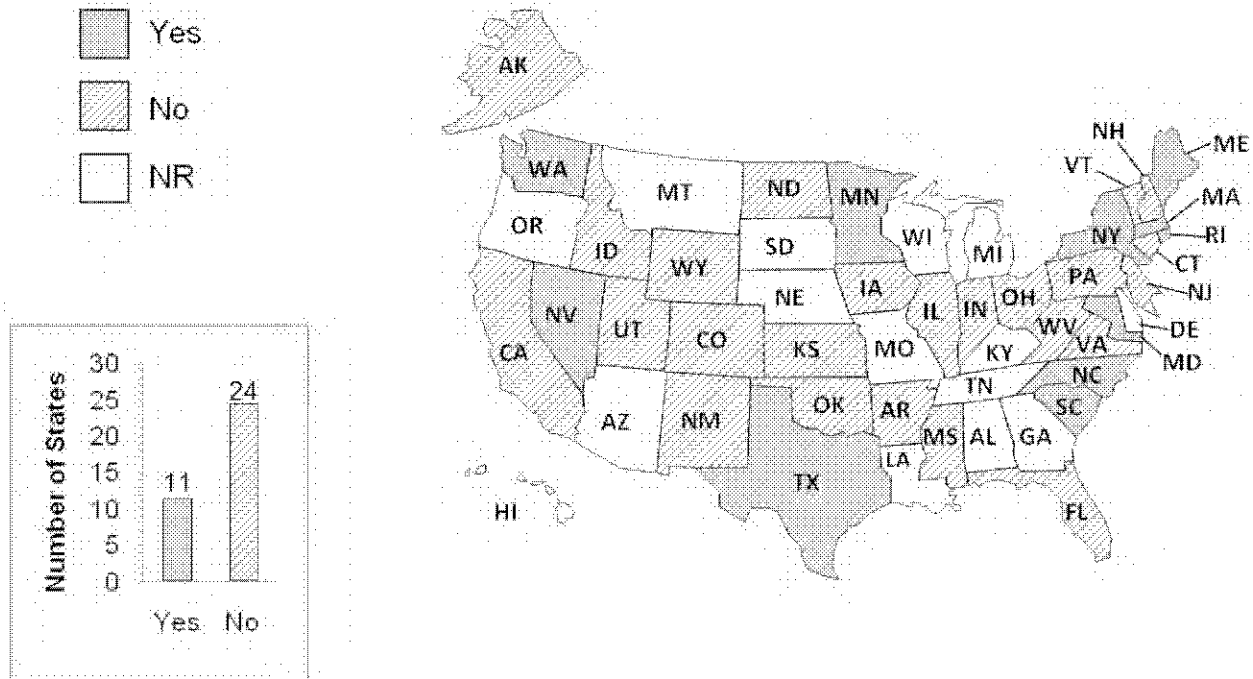 Yes
No
NR
AK
WA
MT
ND
MN
OR
ID
WY
SD
WI
MI
NH
VT
ME
MA
NY
RI
CT
NJ
PA
IA
NE
NV
UT
CO
CA
KS
MO
IL
IN
OH
WV
VA
KY
DE
MD
NC
TN
SC
AZ
NM
OK
AR
MS
AL
GA
LA
TX
FL
HI
Number of States
30
25
20
15
10
5
0
11
24
Yes
No